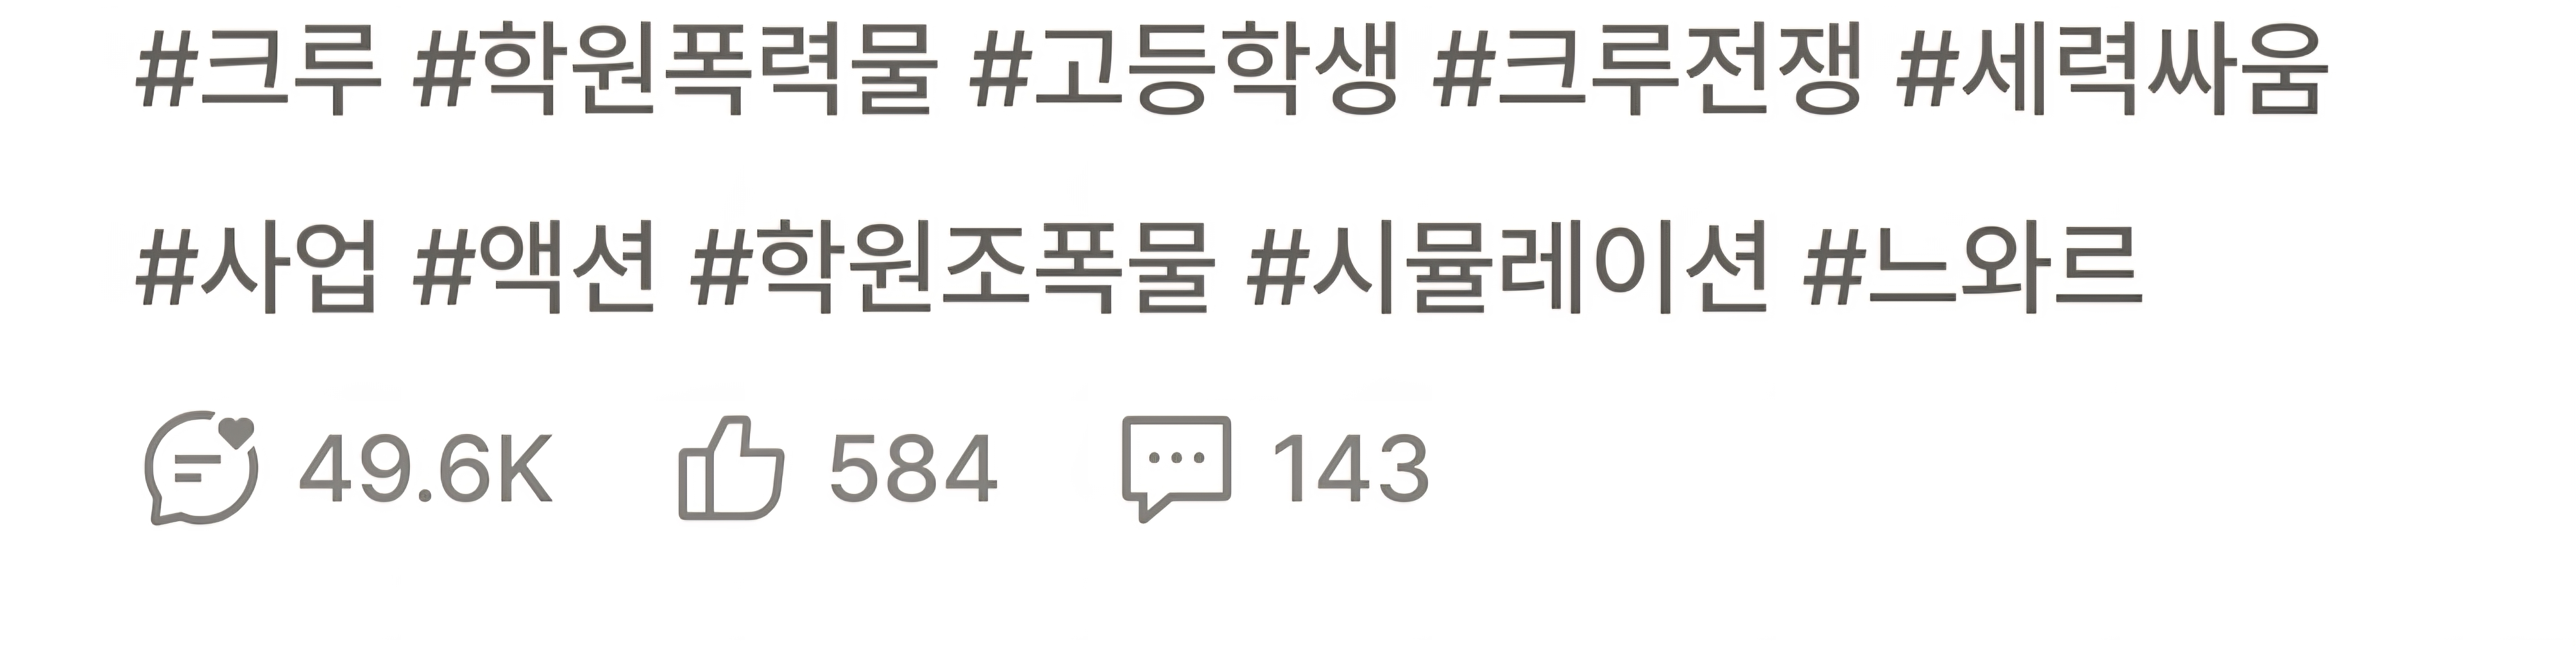 #크루 #학원폭력물 #고등학생 #크루전쟁 #세력싸움
#사업 #액션 #학원조폭물 #시뮬레이션 #느와르
49.6K 584 143